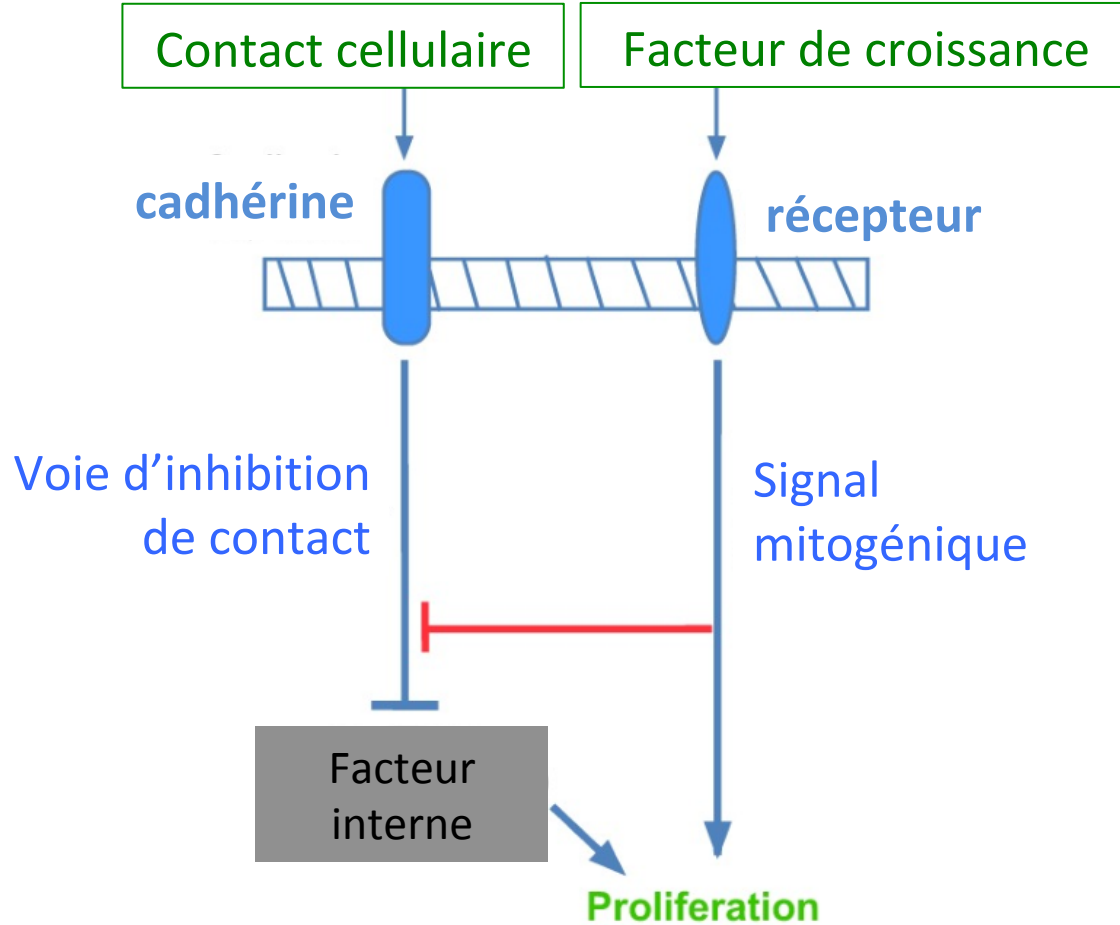 Contact cellulaire
Facteur de croissance
cadhérine
récepteur
Voie d’inhibition
de contact
Signal
mitogénique
Facteur
interne
Proliferation